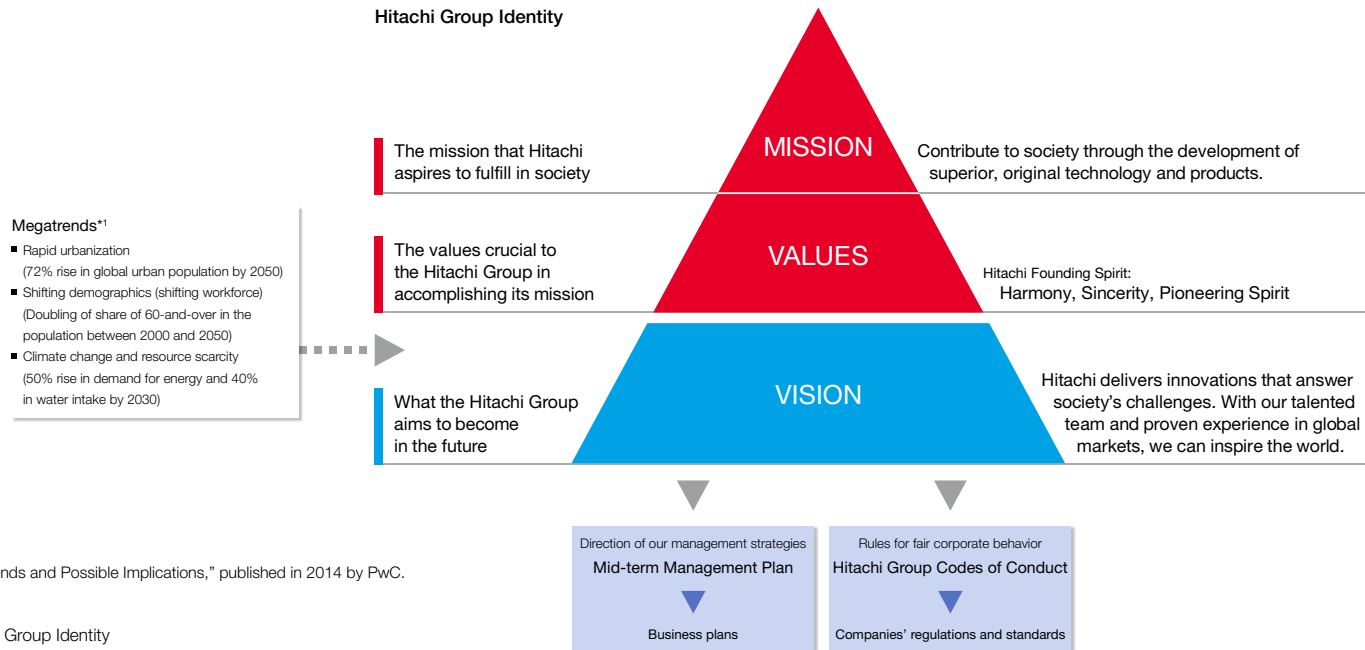 Hitachi Group Identity
MISSION
The mission that Hitachi
aspires to fulfill in society
Contribute to society through the development of
superior, original technology and products.
Megatrends*1
■ Rapid urbanization
(72% rise in global urban population by 2050)
■ Shifting demographics (shifting workforce)
(Doubling of share of 60-and-over in the
population between 2000 and 2050)
■ Climate change and resource scarcity
(50% rise in demand for energy and 40%
in water intake by 2030)
The values crucial to
the Hitachi Group in
accomplishing its mission
VALUES
Hitachi Founding Spirit:
Harmony, Sincerity, Pioneering Spirit
What the Hitachi Group
aims to become
in the future
VISION
Hitachi delivers innovations that answer
society's challenges. With our talented
team and proven experience in global
markets, we can inspire the world.
Direction of our management strategies
Mid-term Management Plan
Business plans
Rules for fair corporate behavior
Hitachi Group Codes of Conduct
Companies' regulations and standards
nds and Possible Implications,” published in 2014 by PwC.
Group Identity